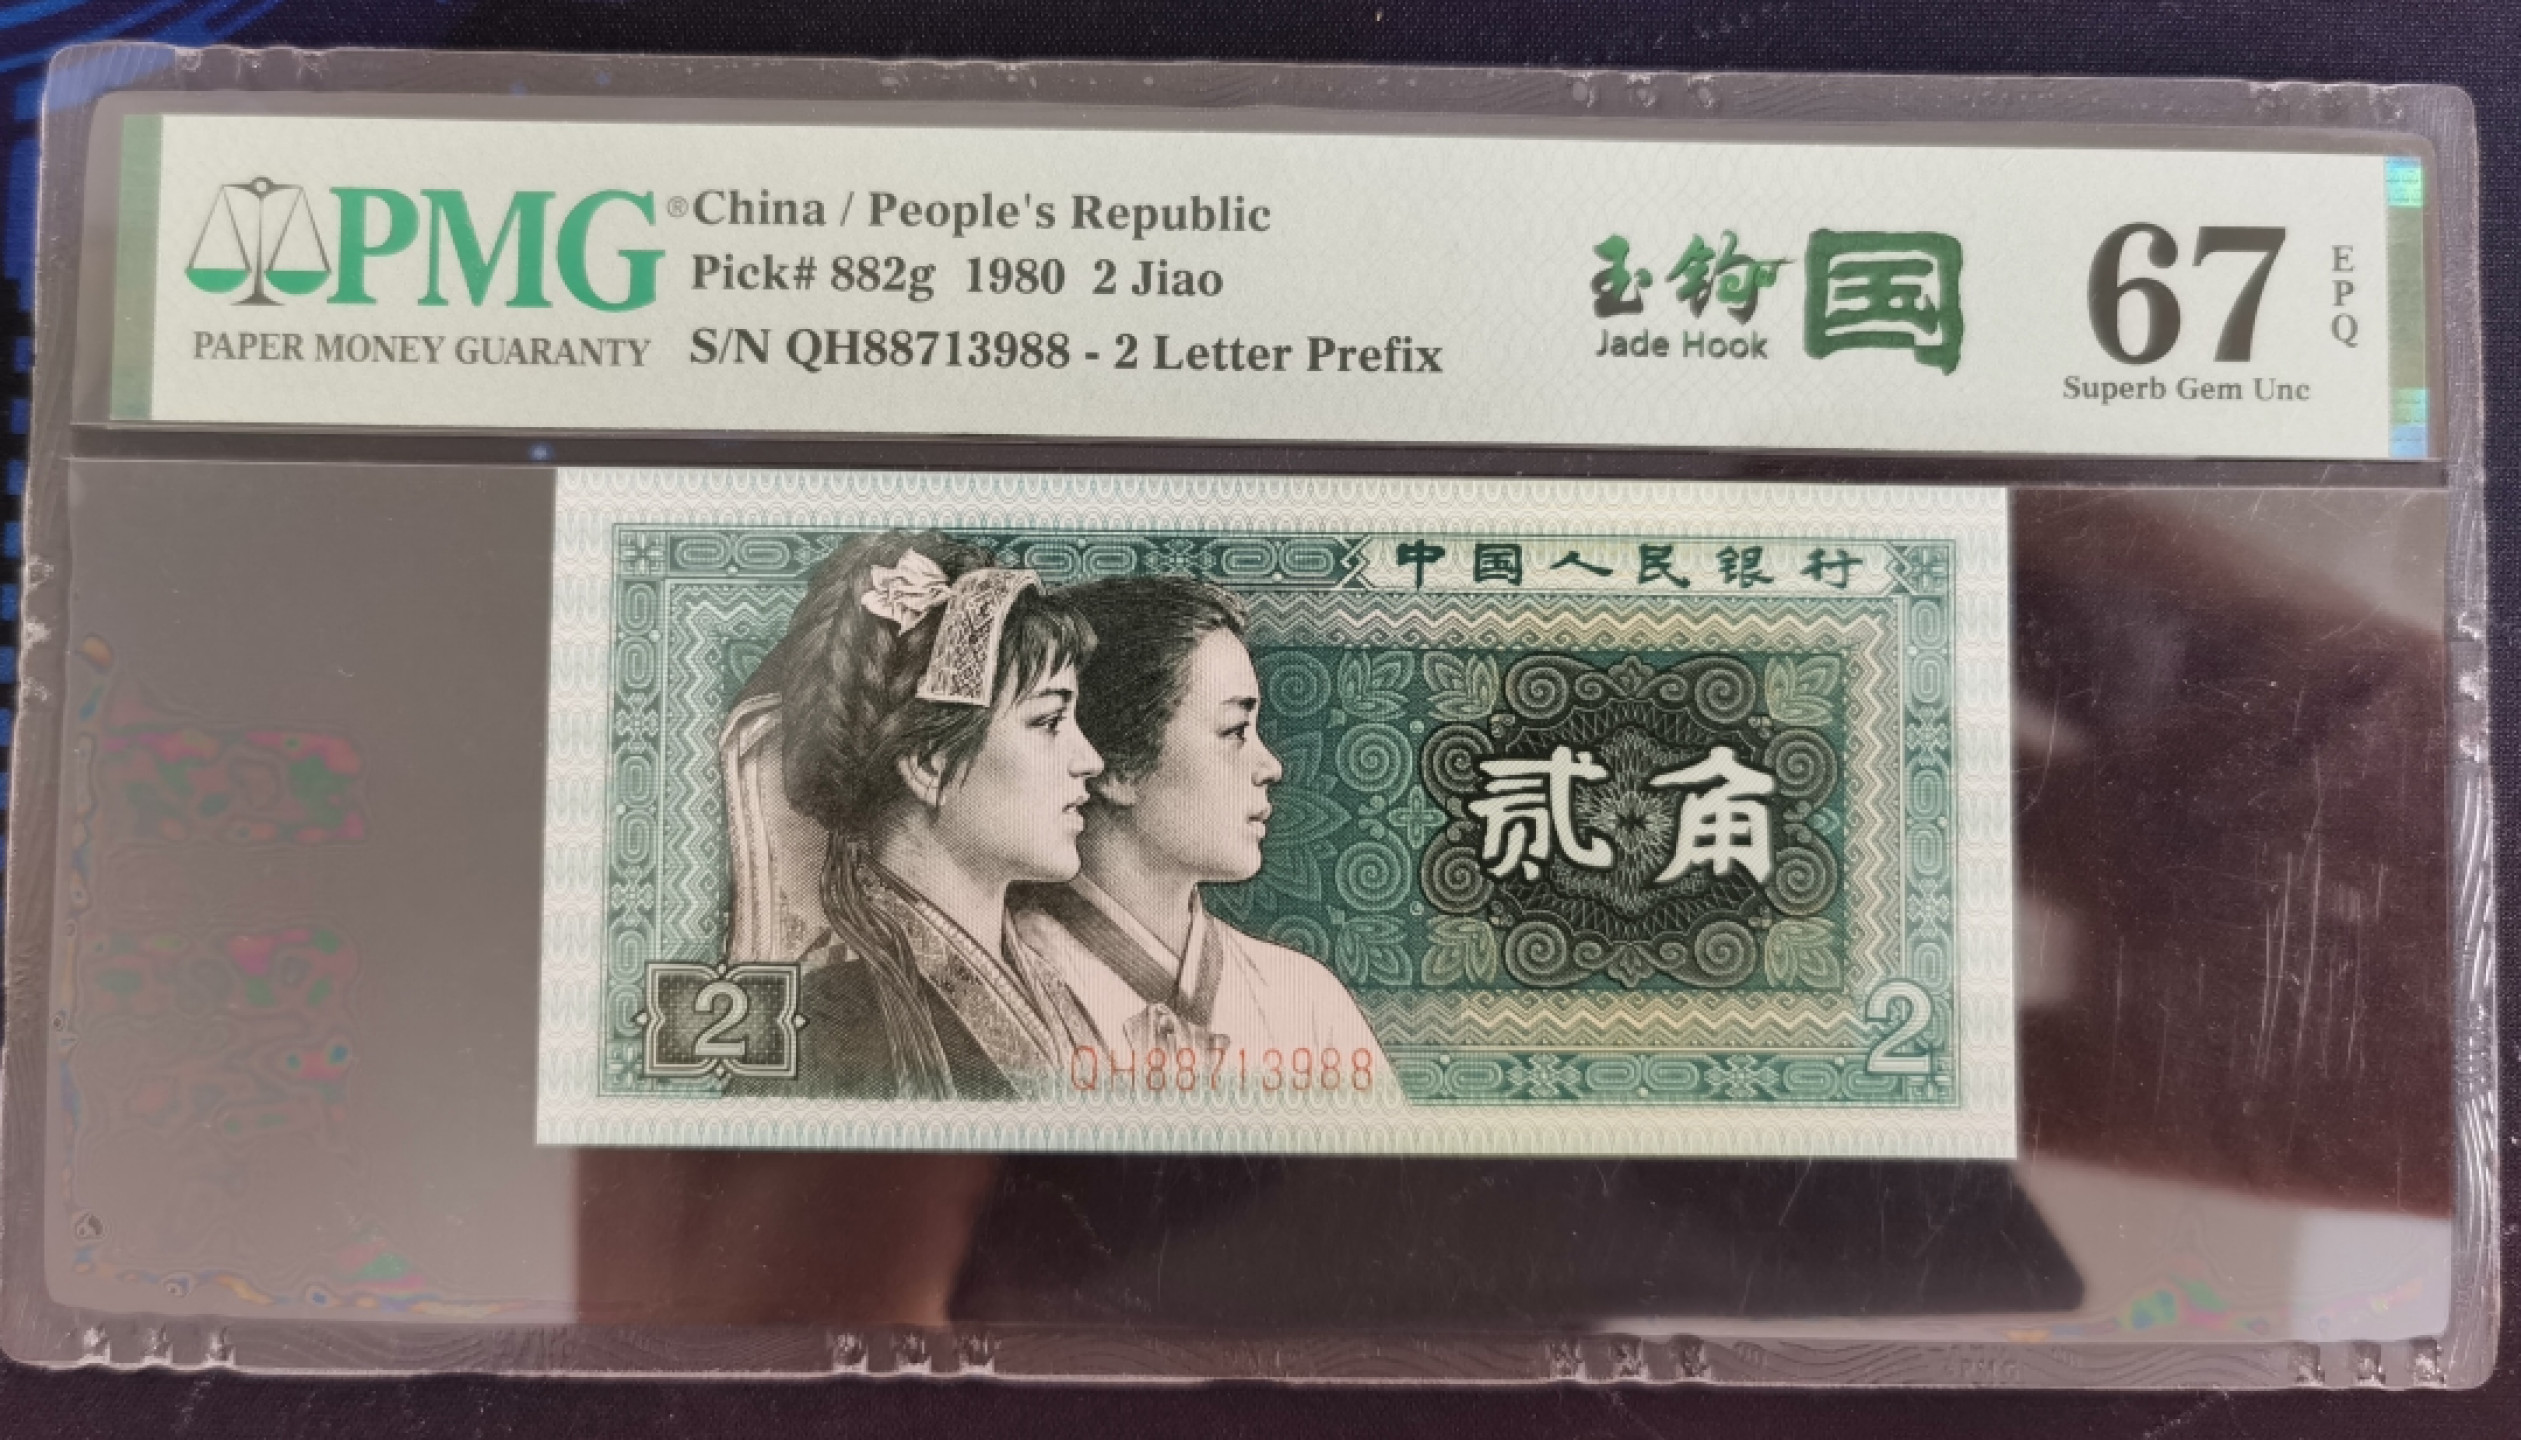 PMG®
PAPER MONEY GUARANTY
China / People's Republic
Pick# 882g 1980 2 Jiao
S/N QH88713988 - 2 Letter Prefix
玉钩国
Jade Hook
67
EPQ
Superb Gem Unc
中国人民银行
贰角
2
QH88713988
2